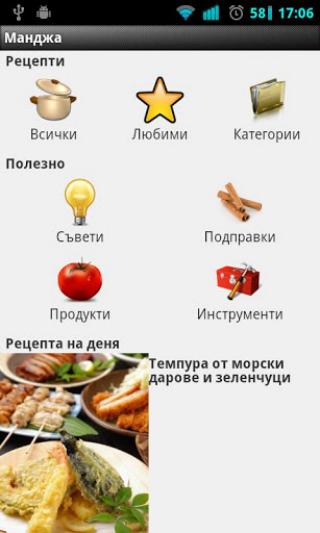 58 17:06
Манджа
Рецепти
Всички Любими Категории
Полезно
Съвети Подправки
Продукти Инструменти
Рецепта на деня
Темпура от морски
дарове и зеленчуци